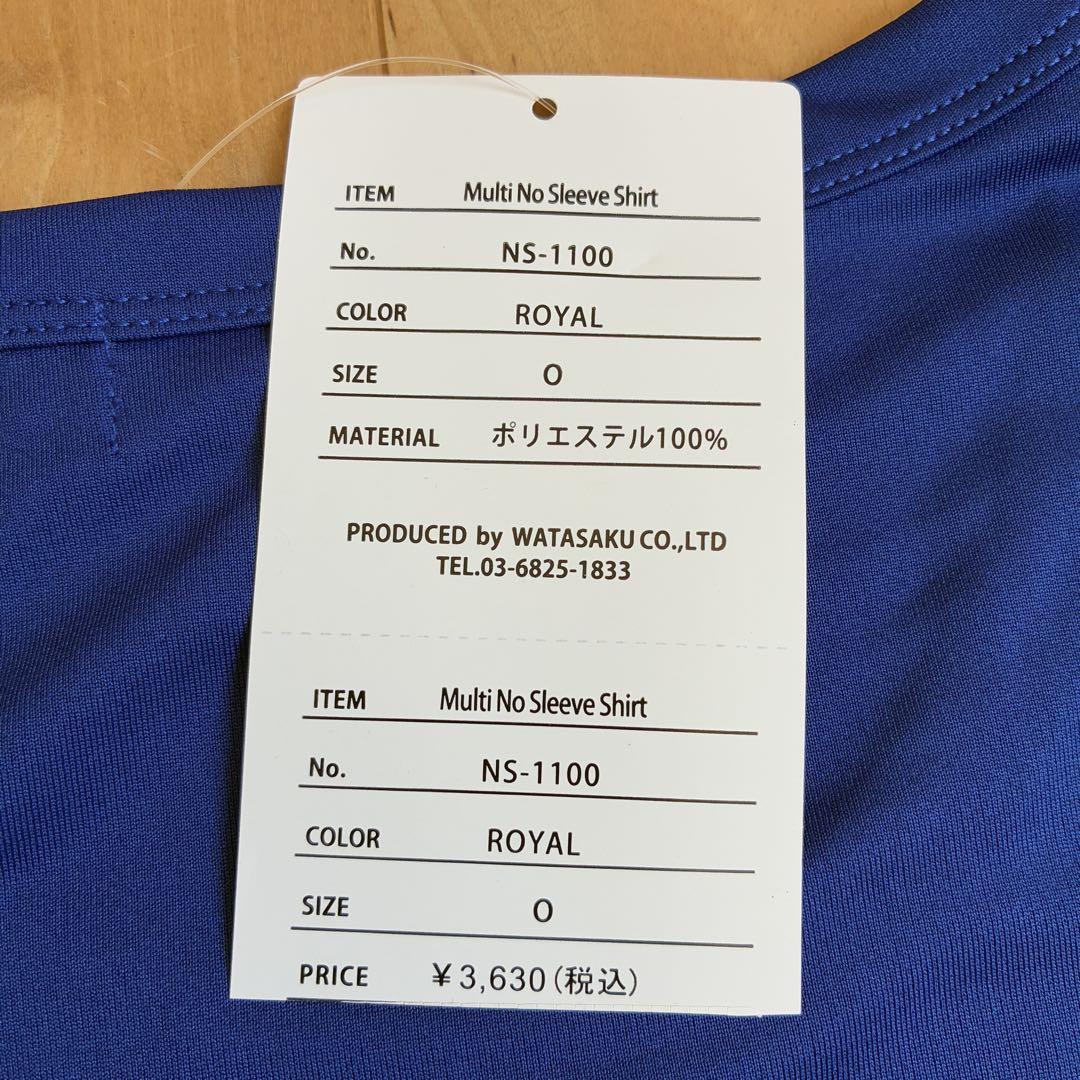 ITEM Multi No Sleeve Shirt
No. NS-1100
COLOR ROYAL
SIZE O
MATERIAL ポリエステル100%
PRODUCED by WATASAKU CO.,LTD
TEL.03-6825-1833
ITEM Multi No Sleeve Shirt
No. NS-1100
COLOR ROYAL
SIZE O
PRICE ¥3,630(税込)